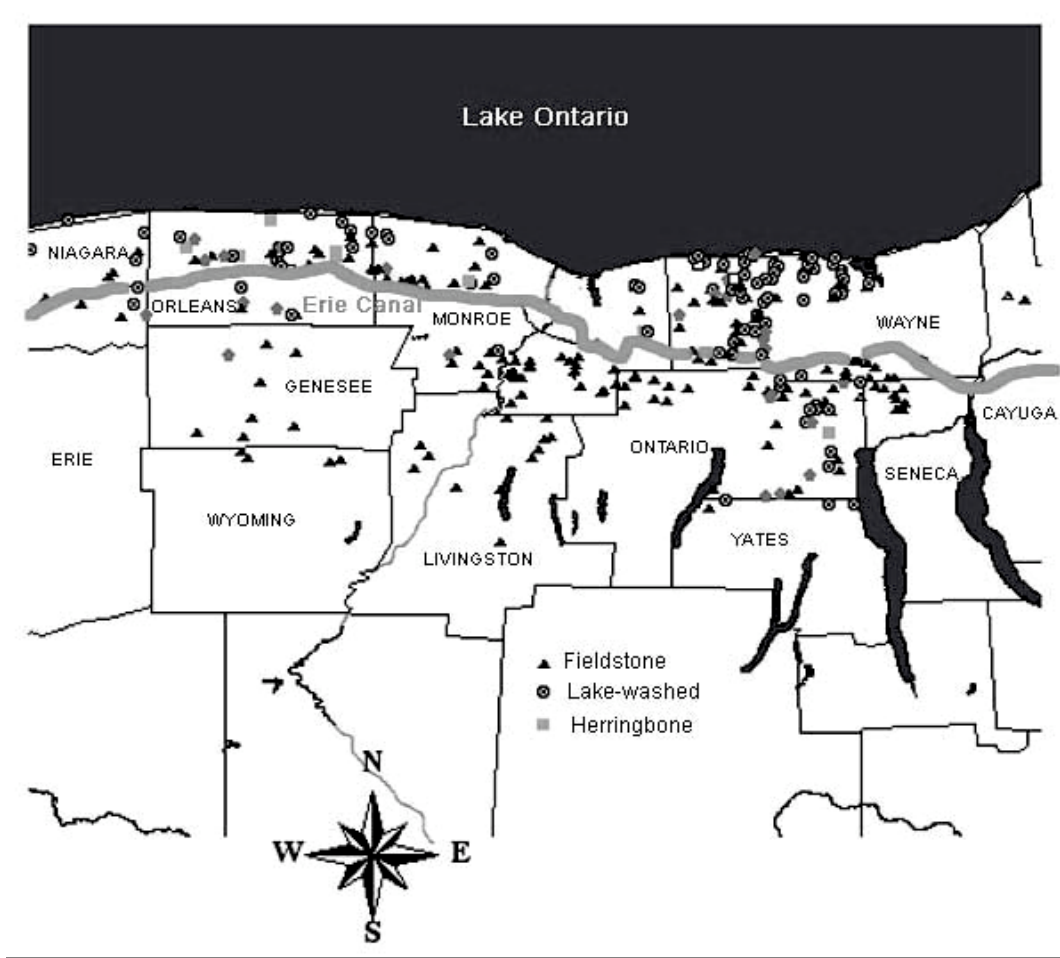 Lake Ontario
NIAGARA
ORLEANS
Erie Canal
MONROE
WAYNE
GENESEE
CAYUGA
ERIE
ONTARIO
SENECA
WYOMING
YATES
LIVINGSTON
Fieldstone
Lake-washed
Herringbone
N
W
E
S